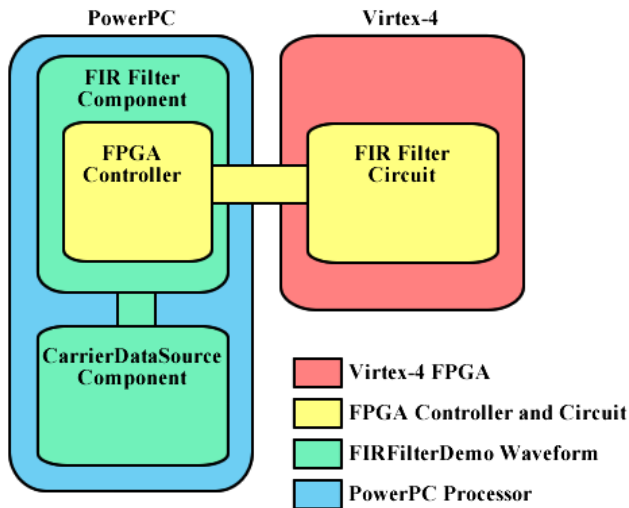 PowerPC
Virtex-4
FIR Filter
Component
FPGA
Controller
FIR Filter
Circuit
CarrierDataSource
Component
Virtex-4 FPGA
FPGA Controller and Circuit
FIRFilterDemo Waveform
PowerPC Processor